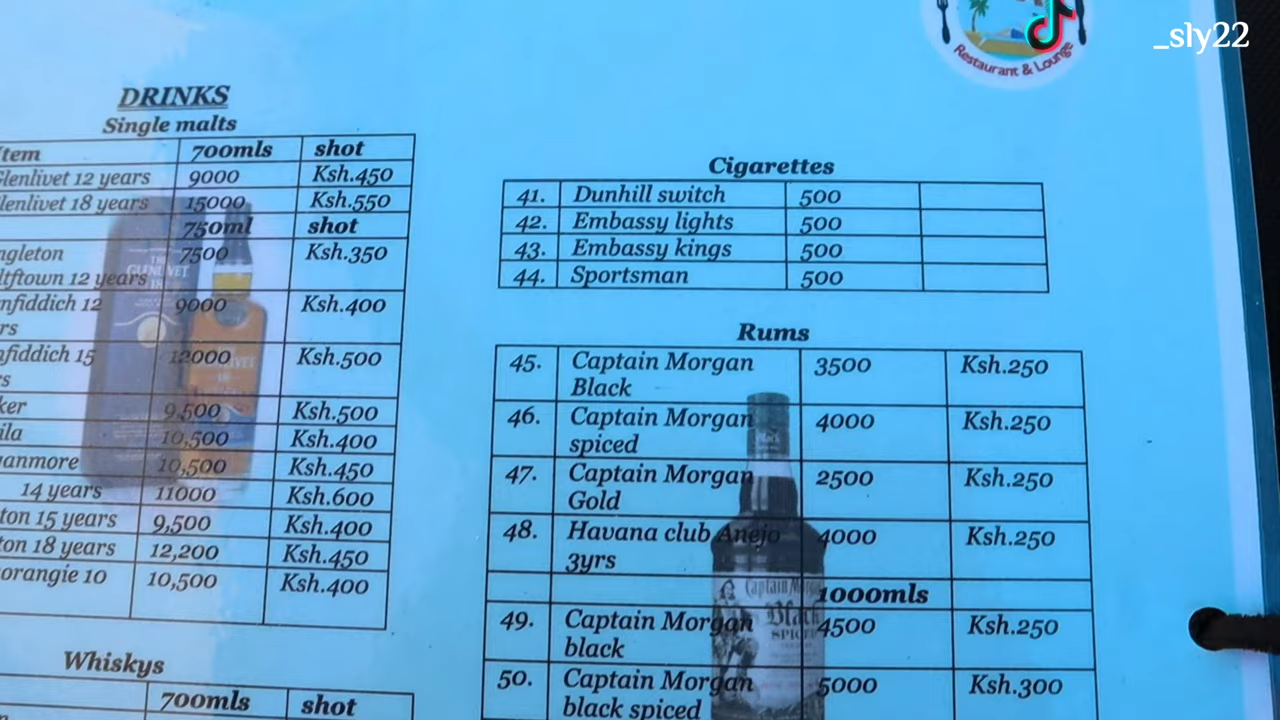 _sly22
Restaurant & Lounge
DRINKS
Single malts
Item 700mls shot
Glenlivet 12 years 9000 Ksh.450
Glenlivet 18 years 15000 Ksh.550
750ml shot
ngleton 7500 Ksh.350
ltftown 12 years
nfiddich 12 9000 Ksh.400
rs
nfiddich 15 12000 Ksh.500
s
ker 9,500 Ksh.500
ila 10,500 Ksh.400
anmore 10,500 Ksh.450
14 years 11000 Ksh.600
ton 15 years 9,500 Ksh.400
ton 18 years 12,200 Ksh.450
orangie 10 10,500 Ksh.400
Whiskys
700mls shot
Cigarettes
41. Dunhill switch 500
42. Embassy lights 500
43. Embassy kings 500
44. Sportsman 500
Rums
45. Captain Morgan 3500 Ksh.250
Black
46. Captain Morgan 4000 Ksh.250
spiced
47. Captain Morgan 2500 Ksh.250
Gold
48. Havana club Anejo 4000 Ksh.250
3yrs
1000mls
49. Captain Morgan 4500 Ksh.250
black
50. Captain Morgan 5000 Ksh.300
black spiced